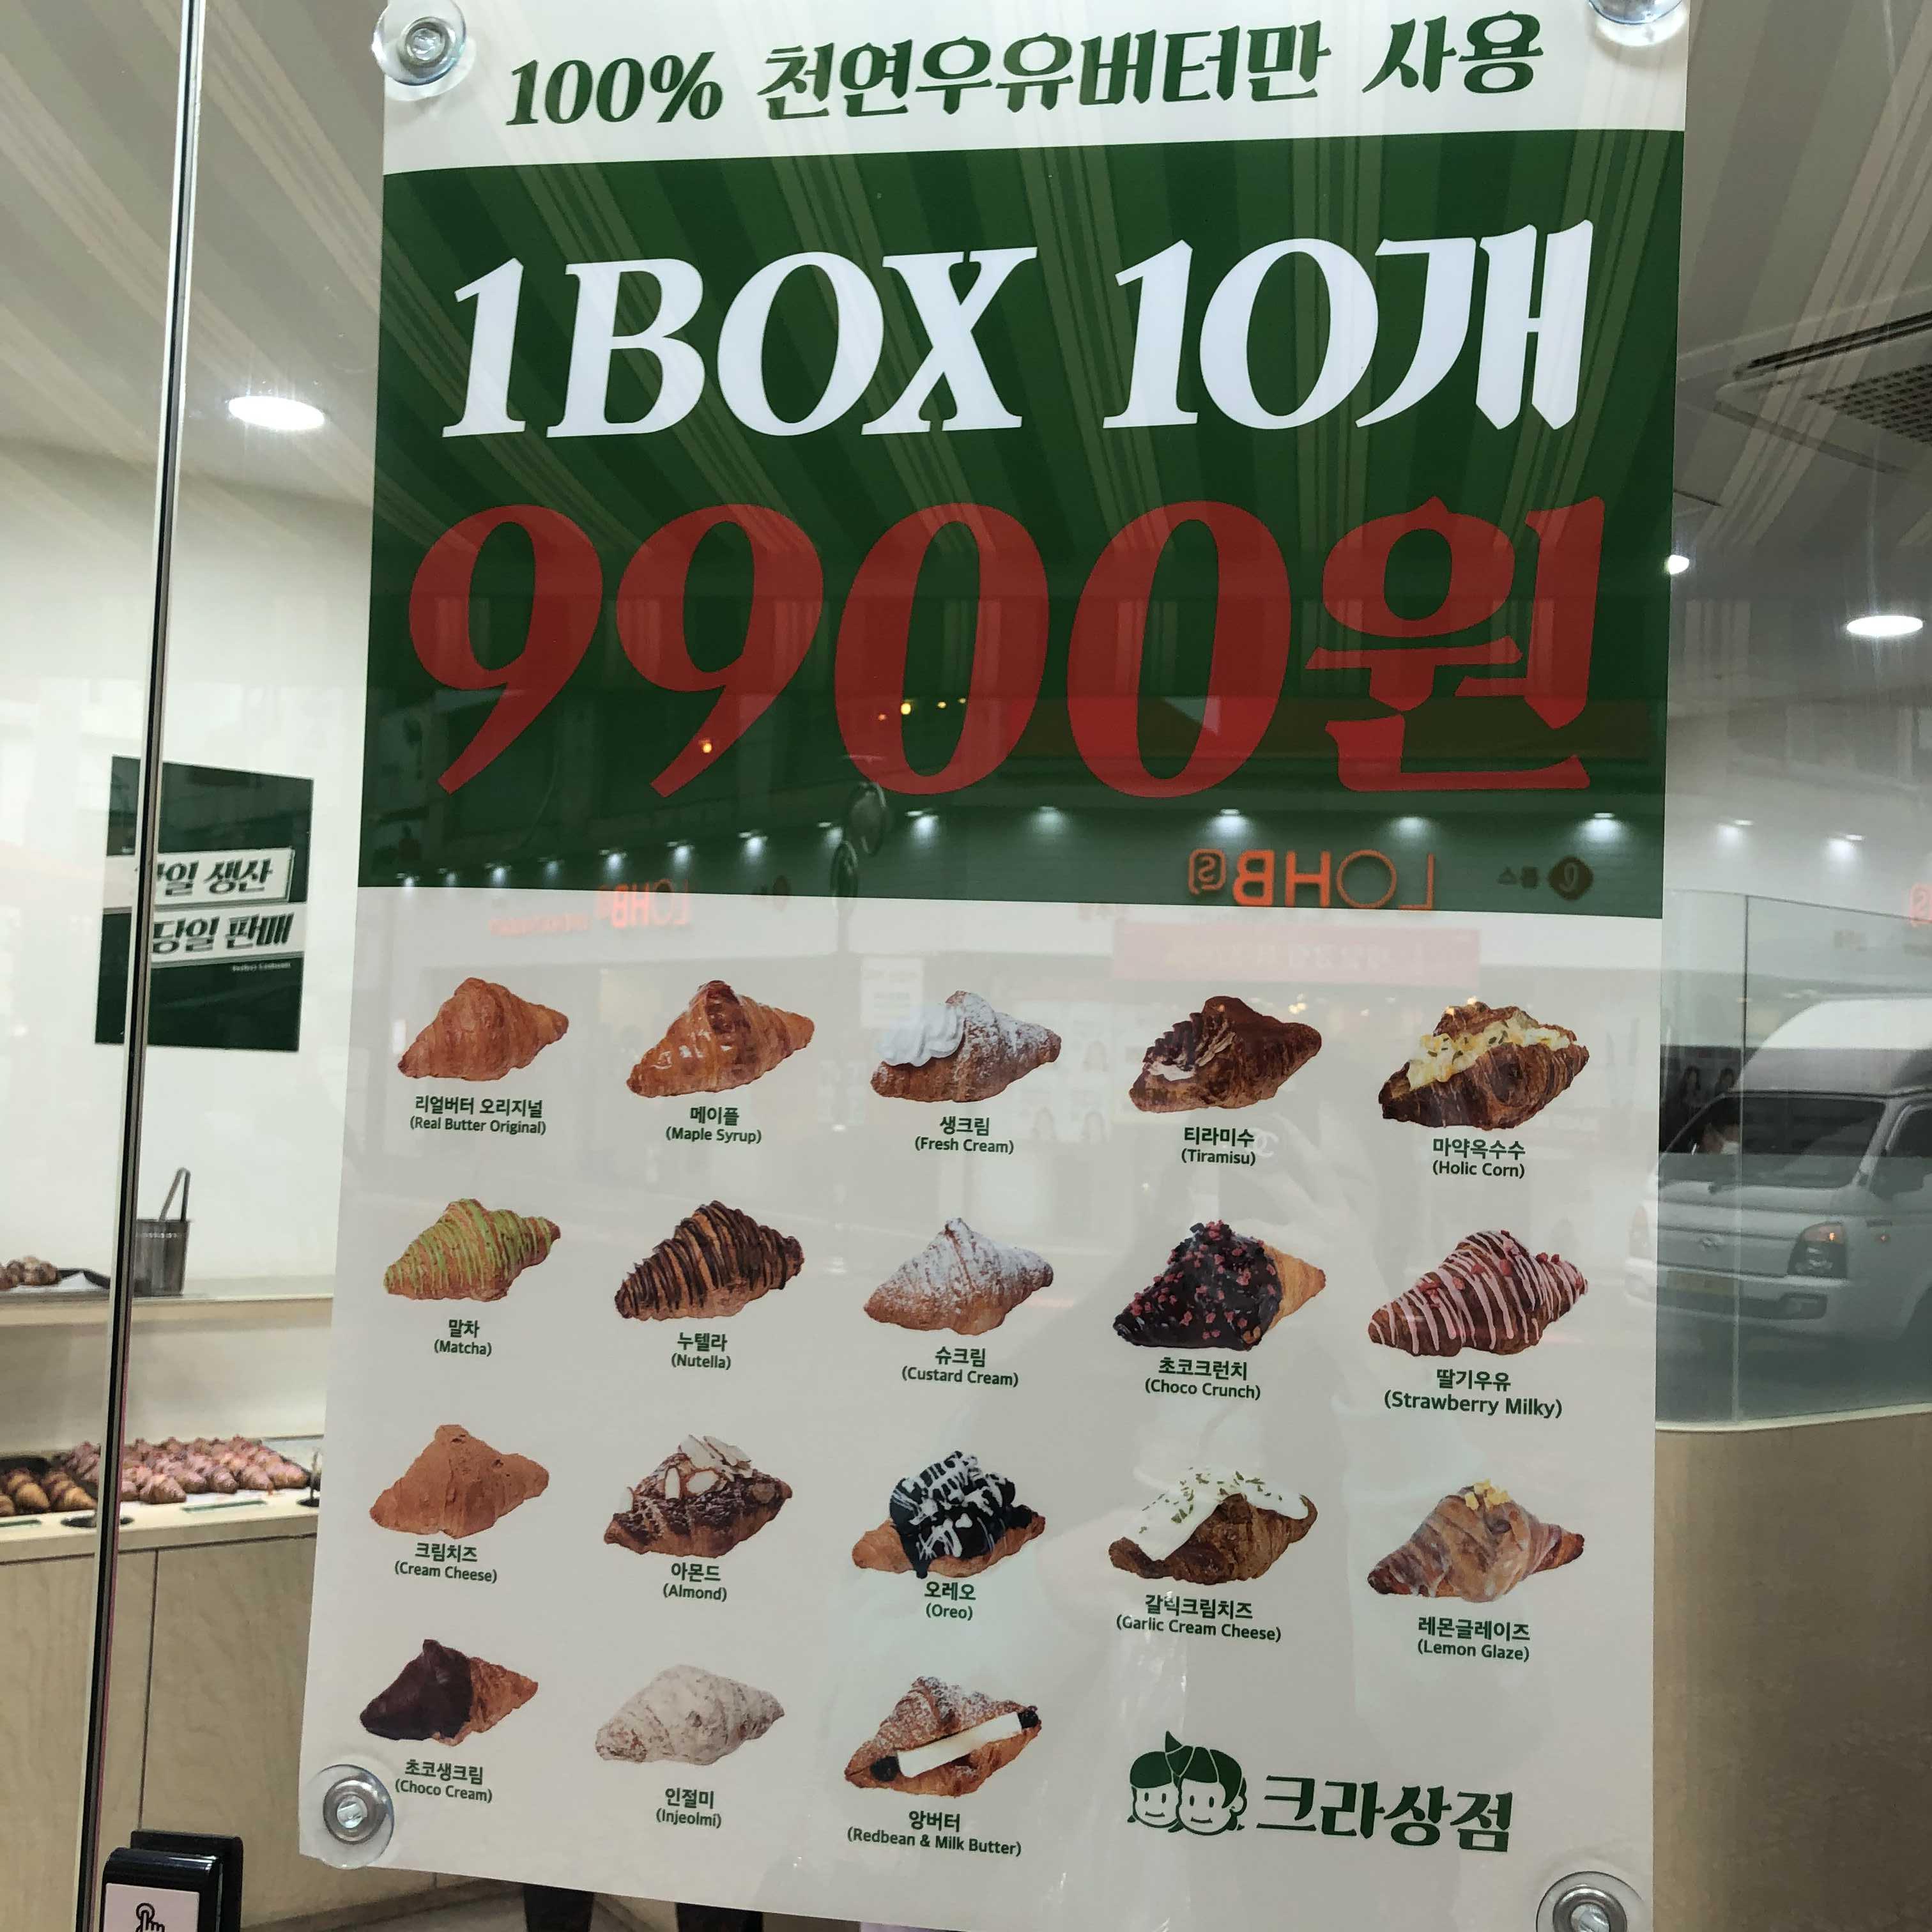 100% 천연우유버터만 사용
1BOX 10개
9900원
LOHB
일 생산
당일 판매
리얼버터 오리지널
(Real Butter Original)
메이플
(Maple Syrup)
생크림
(Fresh Cream)
티라미수
(Tiramisu)
마약옥수수
(Holic Corn)
말차
(Matcha)
누텔라
(Nutella)
슈크림
(Custard Cream)
초코크런치
(Choco Crunch)
딸기우유
(Strawberry Milky)
크림치즈
(Cream Cheese)
아몬드
(Almond)
오레오
(Oreo)
갈릭크림치즈
(Garlic Cream Cheese)
레몬글레이즈
(Lemon Glaze)
초코생크림
(Choco Cream)
인절미
(Injeolmi)
앙버터
(Redbean & Milk Butter)
크라상점